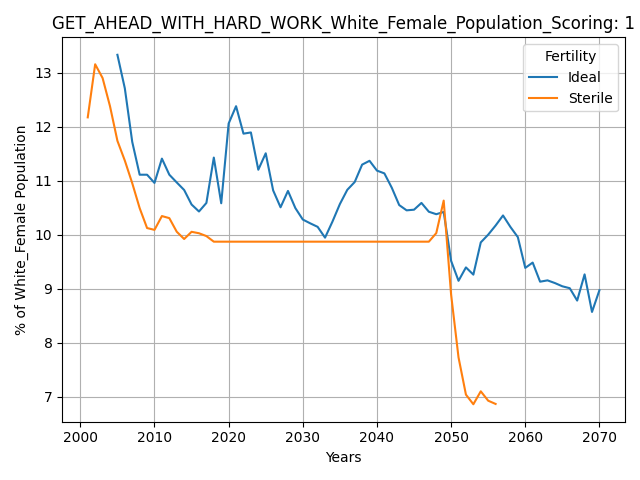 GET_AHEAD_WITH_HARD_WORK_White_Female_Population_Scoring: 1
Fertility
Ideal
Sterile
% of White_Female Population
13
12
11
10
9
8
7
2000 2010 2020 2030 2040 2050 2060 2070
Years